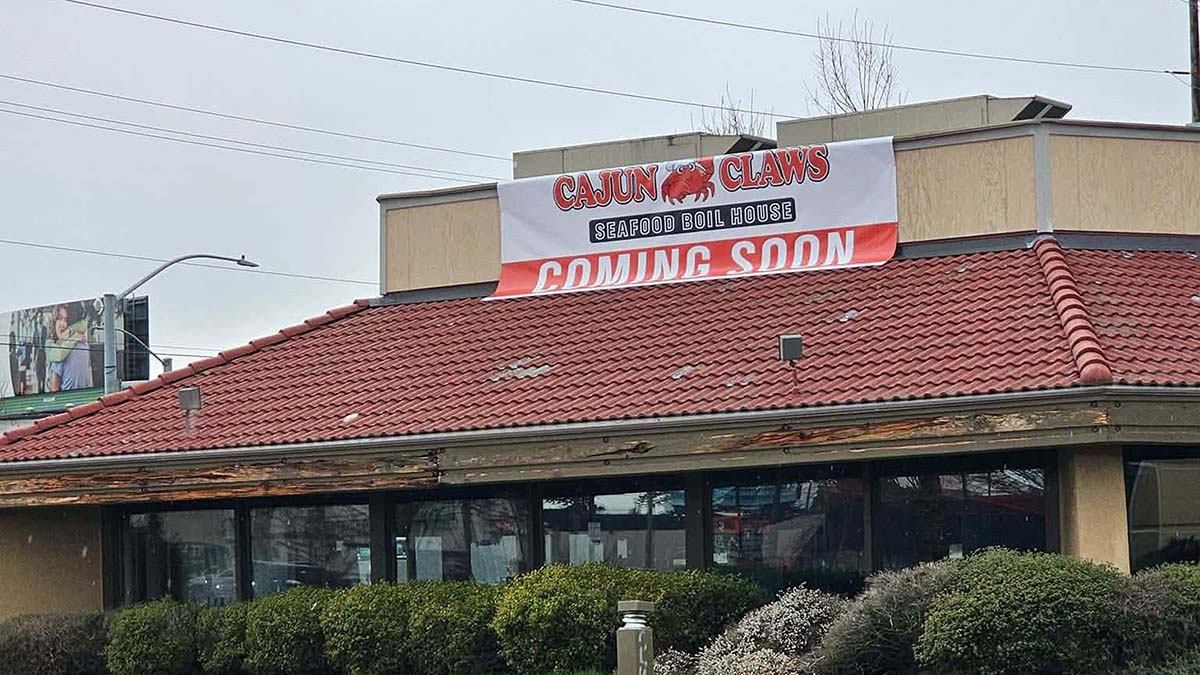 CAJUN CLAWS
SEAFOOD BOIL HOUSE
COMING SOON